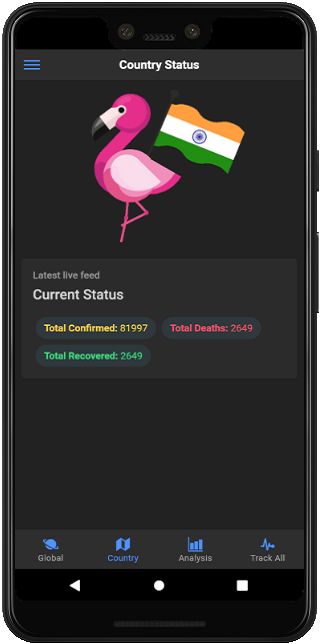 Country Status
Latest live feed
Current Status
Total Confirmed: 81997 Total Deaths: 2649
Total Recovered: 2649
Global Country Analysis Track All